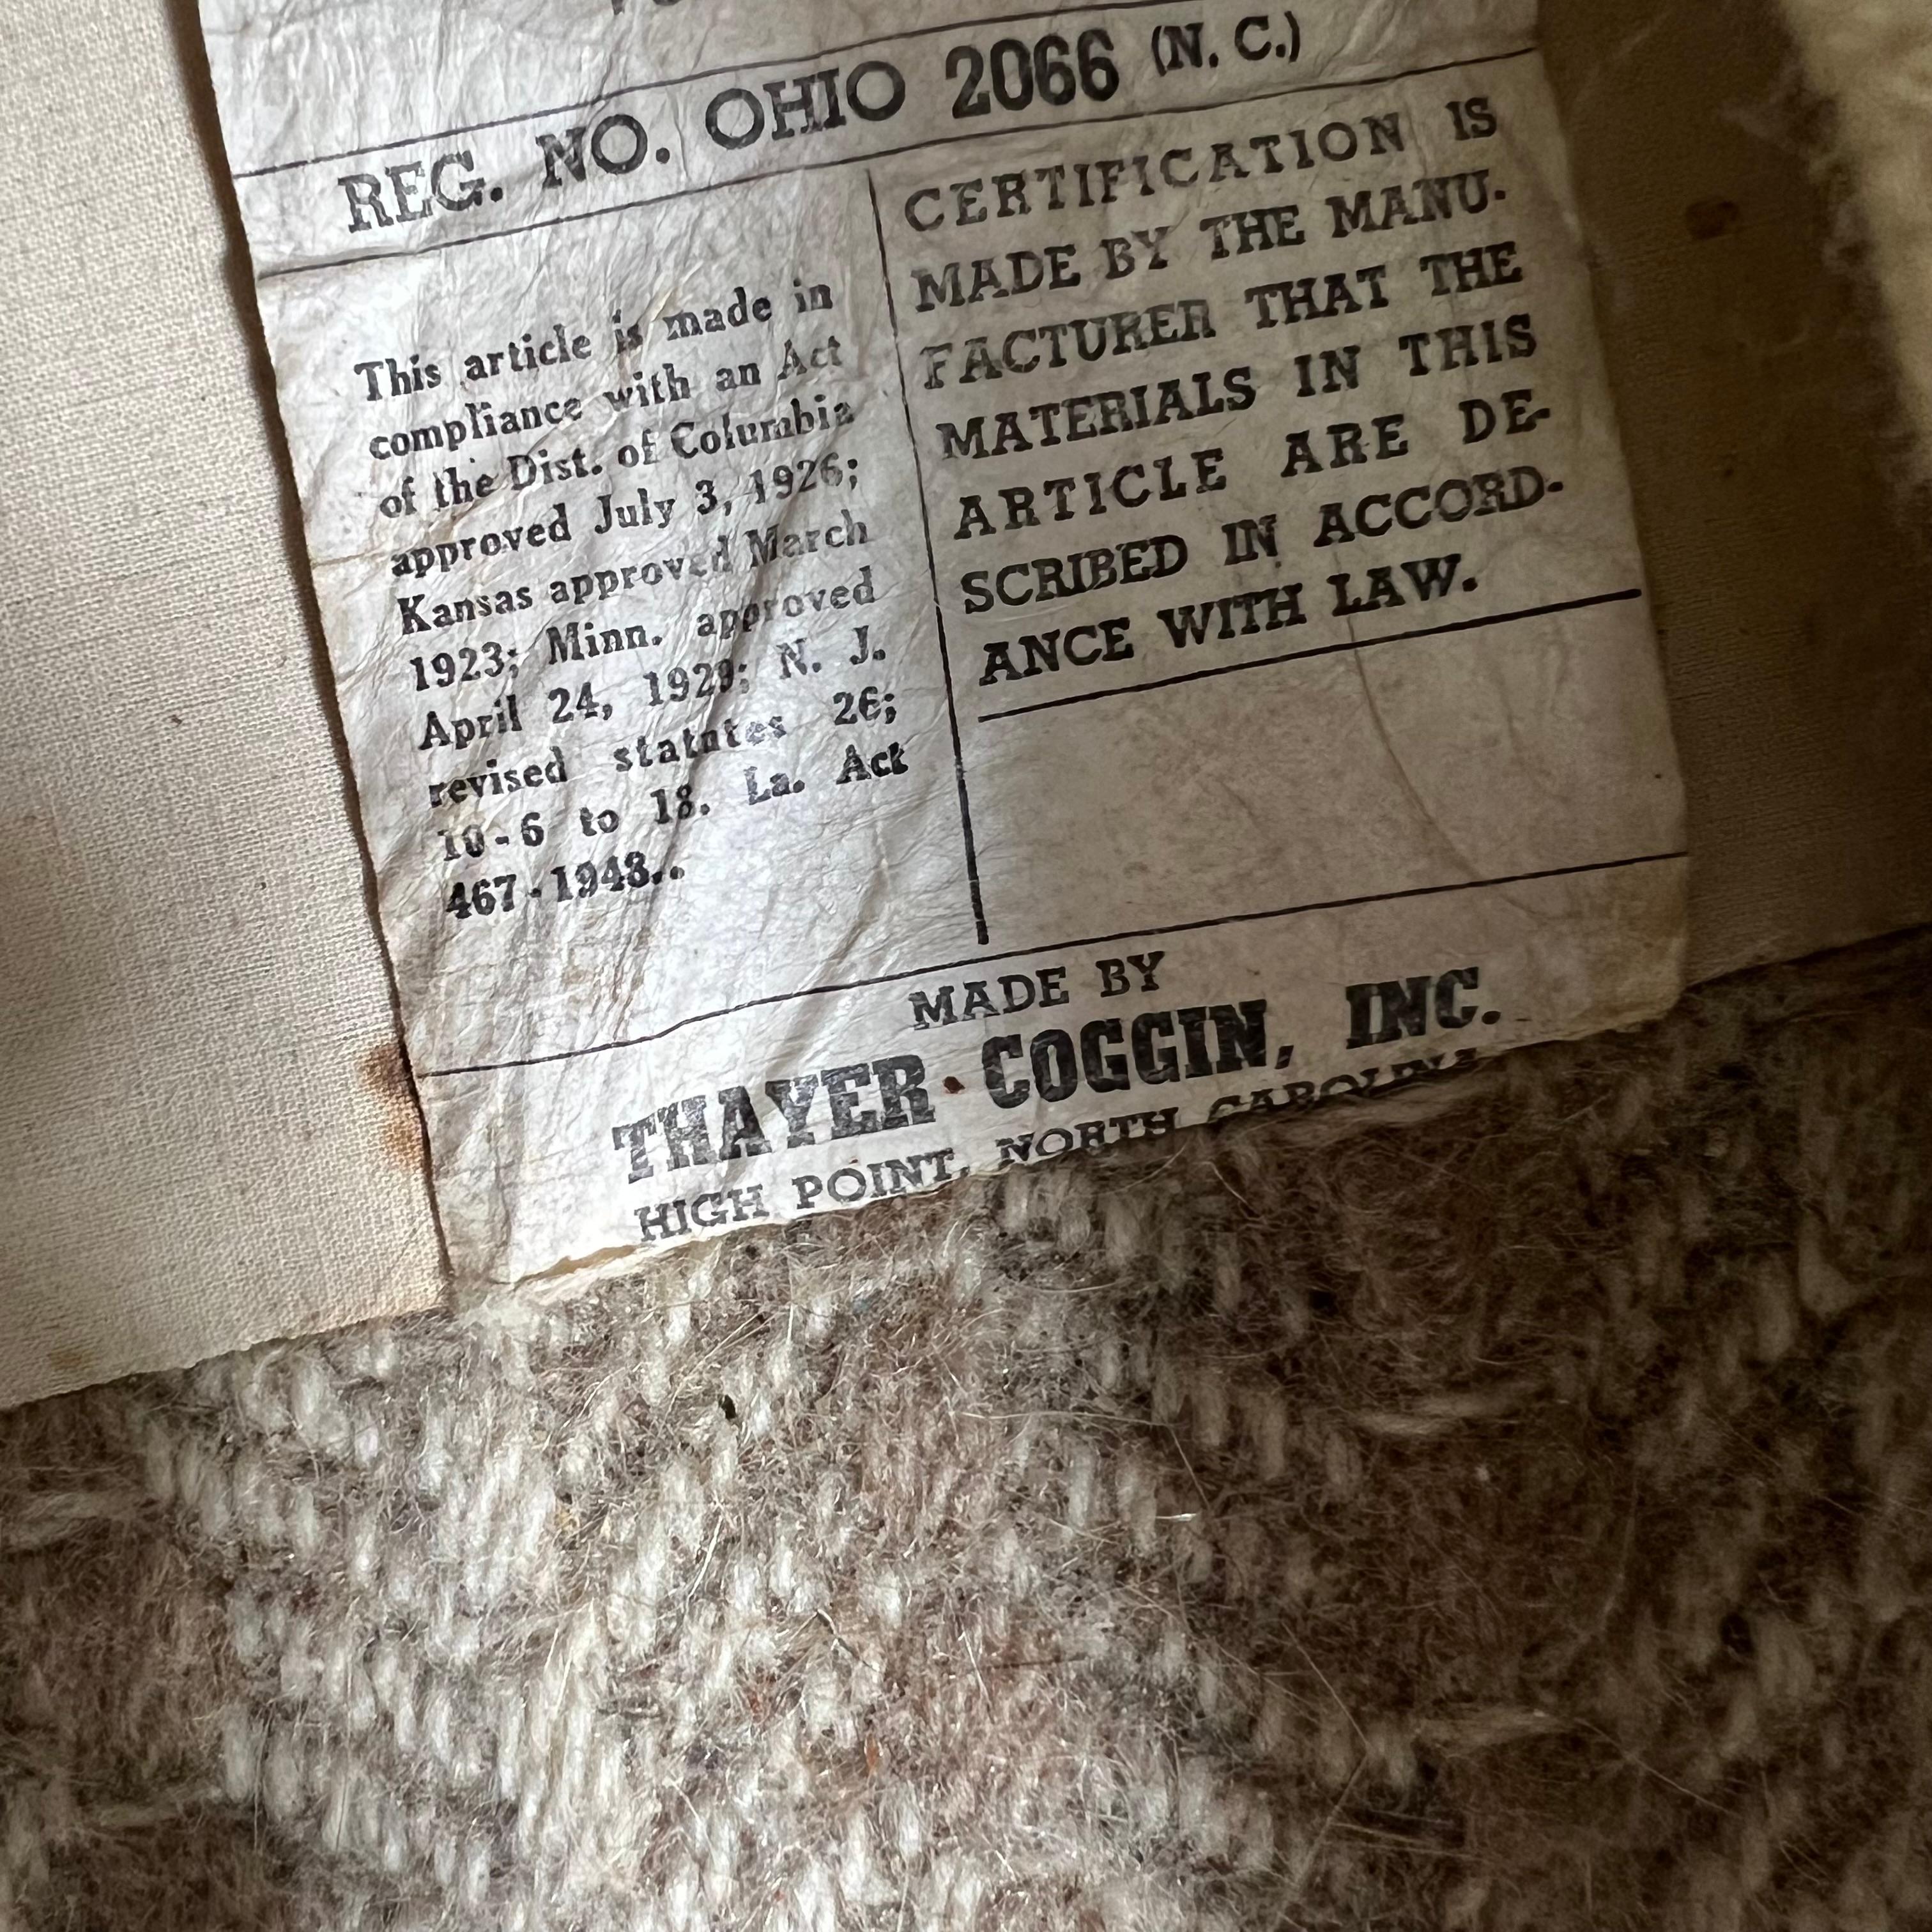 REG. NO. OHIO 2066 (N. C.)
This article is made in
compliance with an Act
of the Dist. of Columbia
approved July 3, 1926;
Kansas approved March
1923; Minn. approved
April 24, 1929; N. J.
revised statutes 26;
10-6 to 18. La. Act
467-1948..
CERTIFICATION IS
MADE BY THE MANU-
FACTURER THAT THE
MATERIALS IN THIS
ARTICLE ARE DE-
SCRIBED IN ACCORD-
ANCE WITH LAW.
MADE BY
THAYER · COGGIN, INC.
HIGH POINT, NORTH CAROLINA